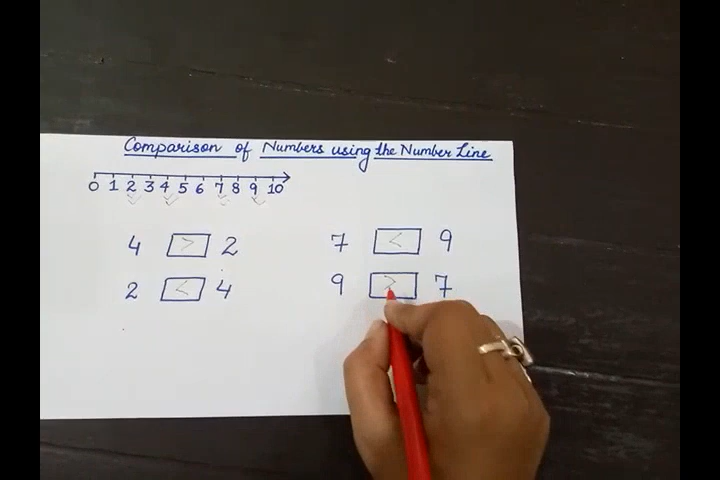 Comparison of Numbers using the Number Line
0 1 2 3 4 5 6 7 8 9 10
4 > 2 7 < 9
2 < 4 9 > 7